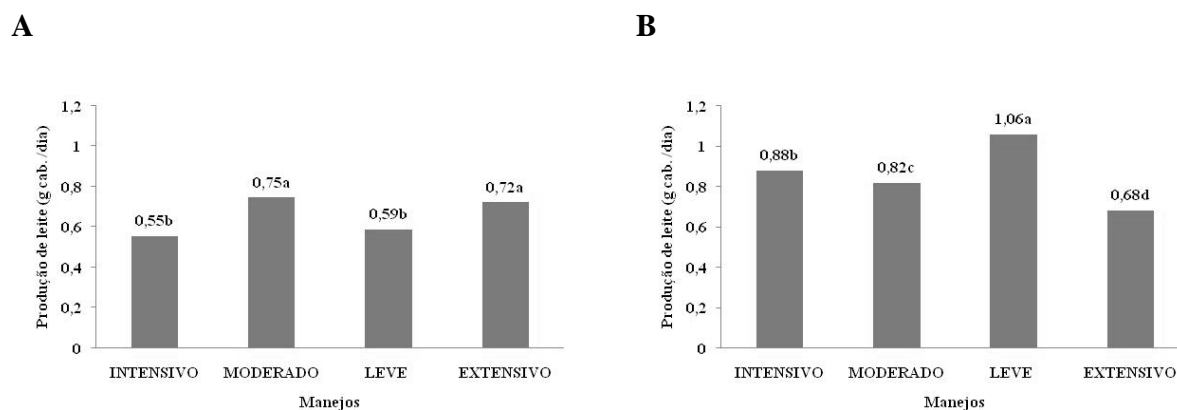 A
Produção de leite (g cab./dia)
1,2
1
0,8
0,6
0,4
0,2
0
0,55b
0,75a
0,59b
0,72a
INTENSIVO MODERADO LEVE EXTENSIVO
Manejos
B
Produção de leite (g cab./dia)
1,2
1
0,8
0,6
0,4
0,2
0
0,88b
0,82c
1,06a
0,68d
INTENSIVO MODERADO LEVE EXTENSIVO
Manejos